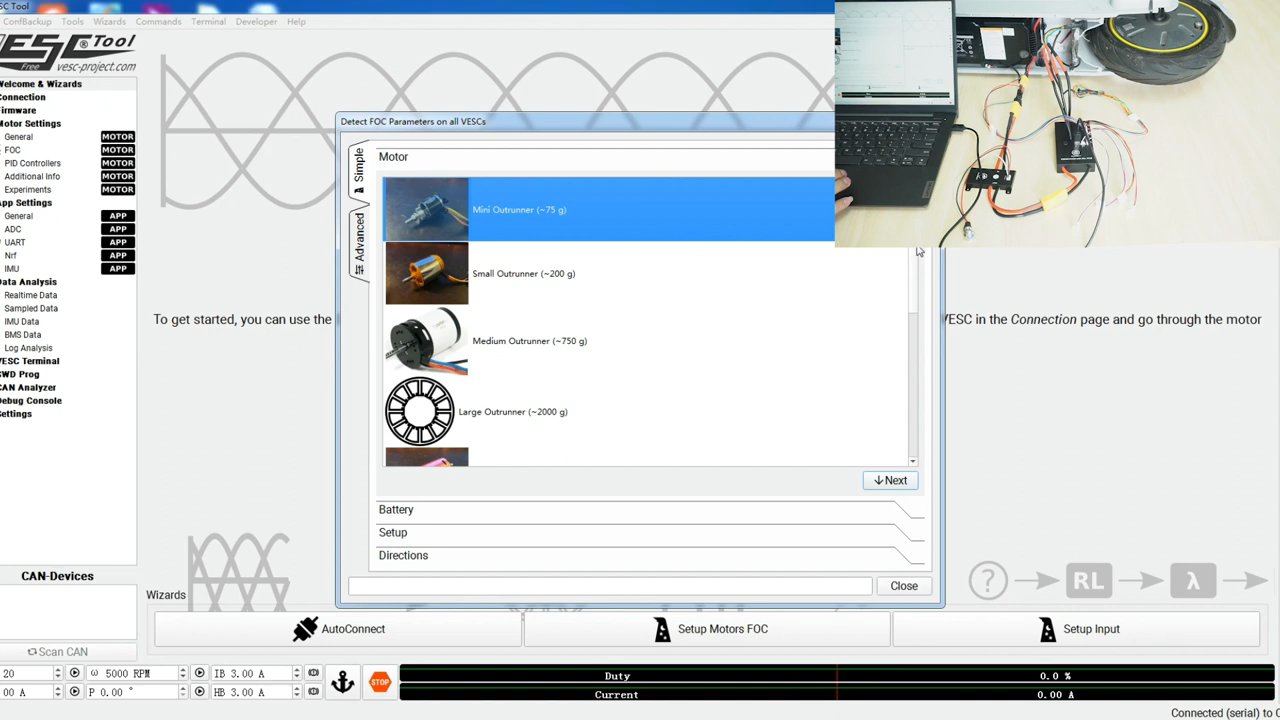 SC Tool
ConfBackup Tools Wizards Commands Terminal Developer Help
VESC Tool
Free vesc-project.com
Welcome & Wizards
Connection
Firmware
Motor Settings
General MOTOR
FOC MOTOR
PID Controllers MOTOR
Additional Info MOTOR
Experiments MOTOR
App Settings
General APP
ADC APP
UART APP
Nrf APP
IMU APP
Data Analysis
Realtime Data
Sampled Data
IMU Data
BMS Data
Log Analysis
VESC Terminal
SWD Prog
CAN Analyzer
Debug Console
Settings
CAN-Devices
Scan CAN
Detect FOC Parameters on all VESCs
Simple
Advanced
Motor
Mini Outrunner (~75 g)
Small Outrunner (~200 g)
Medium Outrunner (~750 g)
Large Outrunner (~2000 g)
Next
Battery
Setup
Directions
Close
To get started, you can use the
VESC in the Connection page and go through the motor
? RL λ
Wizards
AutoConnect
Setup Motors FOC
Setup Input
20 ω 5000 RPM IB 3.00 A
00 A P 0.00 ° HB 3.00 A
STOP
Duty 0.0 %
Current 0.00 A
Connected (serial) to C